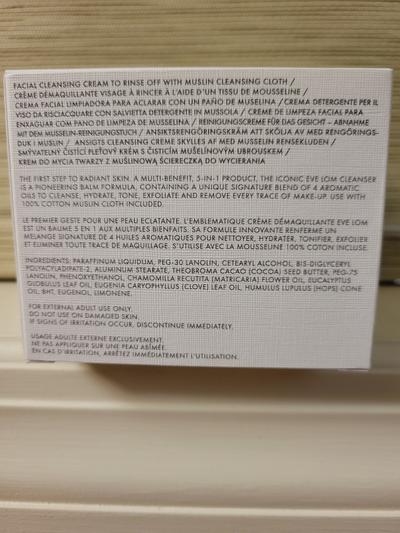 FACIAL CLEANSING CREAM TO RINSE OFF WITH MUSLIN CLEANSING CLOTH /
CRÈME DÉMAQUILLANTE VISAGE À RINCER À L'AIDE D'UN TISSU DE MOUSSELINE /
CREMA FACIAL LIMPIADORA PARA ACLARAR CON UN PAÑO DE MUSELINA / CREMA DETERGENTE PER IL
VISO DA RISCIACQUARE CON SALVIETTA DETERGENTE IN MUSSOLA / CREME DE LIMPEZA FACIAL PARA
ENXAGUAR COM PANO DE LIMPEZA DE MUSSELINA / REINIGUNGSCREME FÜR DAS GESICHT – ABNAHME
MIT DEM MUSSELIN-REINIGUNGSTUCH / ANSIKTSRENGÖRINGSKRÄM ATT SKÖLJA AV MED RENGÖRINGS-
DUK I MUSLIN / ANSIGTS CLEANSING CREME SKYLLES AF MED MUSSELIN RENSEKLUDEN /
SMÝVATELNÝ ČISTÍCÍ PLEŤOVÝ KRÉM S ČISTICÍM MUŠELÍNOVÝM UBROUSKEM /
KREM DO MYCIA TWARZY Z MUŚLINOWĄ ŚCIERECZKĄ DO WYCIERANIA
THE FIRST STEP TO RADIANT SKIN. A MULTI-BENEFIT, 5-IN-1 PRODUCT, THE ICONIC EVE LOM CLEANSER
IS A PIONEERING BALM FORMULA, CONTAINING A UNIQUE SIGNATURE BLEND OF 4 AROMATIC
OILS TO CLEANSE, HYDRATE, TONE, EXFOLIATE AND REMOVE EVERY TRACE OF MAKE-UP. USE WITH
100% COTTON MUSLIN CLOTH INCLUDED.
LE PREMIER GESTE POUR UNE PEAU ECLATANTE. L'EMBLEMATIQUE CRÈME DÉMAQUILLANTE EVE LOM
EST UN BAUME 5 EN 1 AUX MULTIPLES BIENFAITS. SA FORMULE INNOVANTE RENFERME UN
MÉLANGE SIGNATURE DE 4 HUILES AROMATIQUES POUR NETTOYER, HYDRATER, TONIFIER, EXFOLIER
ET ELIMINER TOUTE TRACE DE MAQUILLAGE. S'UTILISE AVEC LA MOUSSELINE 100% COTON INCLUSE.
INGREDIENTS: PARAFFINUM LIQUIDUM, PEG-30 LANOLIN, CETEARYL ALCOHOL, BIS-DIGLYCERYL
POLYACYLADIPATE-2, ALUMINUM STEARATE, THEOBROMA CACAO (COCOA) SEED BUTTER, PEG-75
LANOLIN, PHENOXYETHANOL, CHAMOMILLA RECUTITA (MATRICARIA) FLOWER OIL, EUCALYPTUS
GLOBULUS LEAF OIL, EUGENIA CARYOPHYLLUS (CLOVE) LEAF OIL, HUMULUS LUPULUS (HOPS) CONE
OIL, BHT, EUGENOL, LIMONENE.
FOR EXTERNAL ADULT USE ONLY.
DO NOT USE ON DAMAGED SKIN.
IF SIGNS OF IRRITATION OCCUR, DISCONTINUE IMMEDIATELY.
USAGE ADULTE EXTERNE EXCLUSIVEMENT.
NE PAS APPLIQUER SUR UNE PEAU ABÎMÉE.
EN CAS D'IRRITATION, ARRÊTEZ IMMÉDIATEMENT L'UTILISATION.